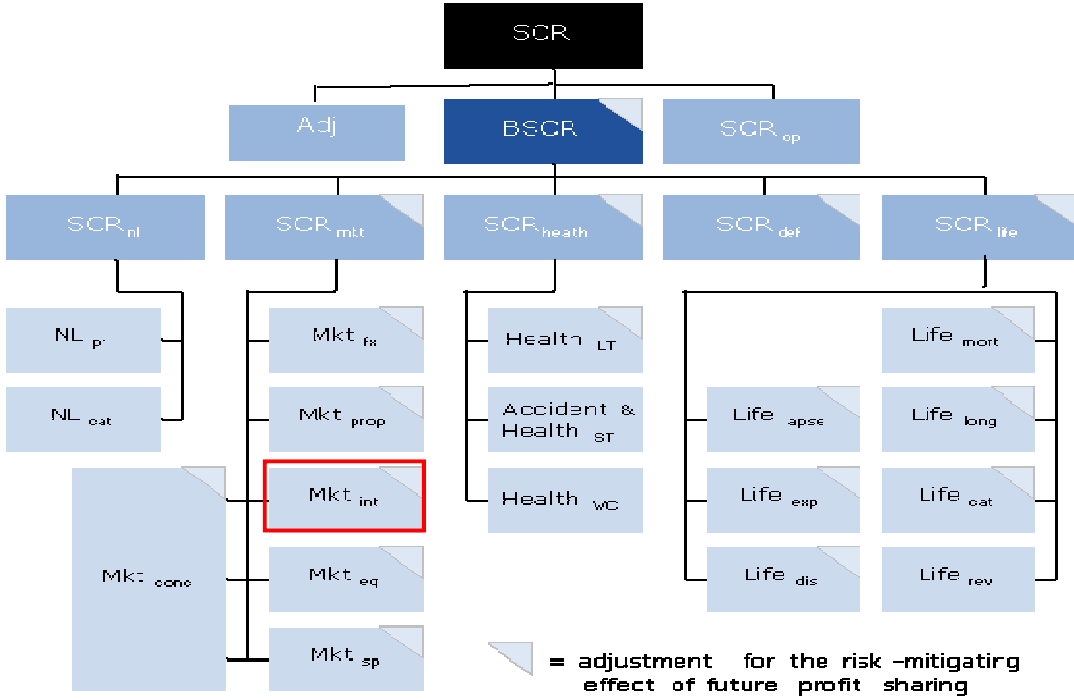 SCR
Adj
BSCR
SCR op
SCR nl
SCR mkt
SCR heath
SCR def
SCR life
NL pr
Mkt fx
Health LT
Life mort
NL cat
Mkt prop
Accident &
Health ST
Life apse
Life long
Mkt int
Health WC
Life exp
Life cat
Mkt conc
Mkt eq
Life dis
Life rev
Mkt sp
= adjustment for the risk -mitigating
effect of future profit sharing